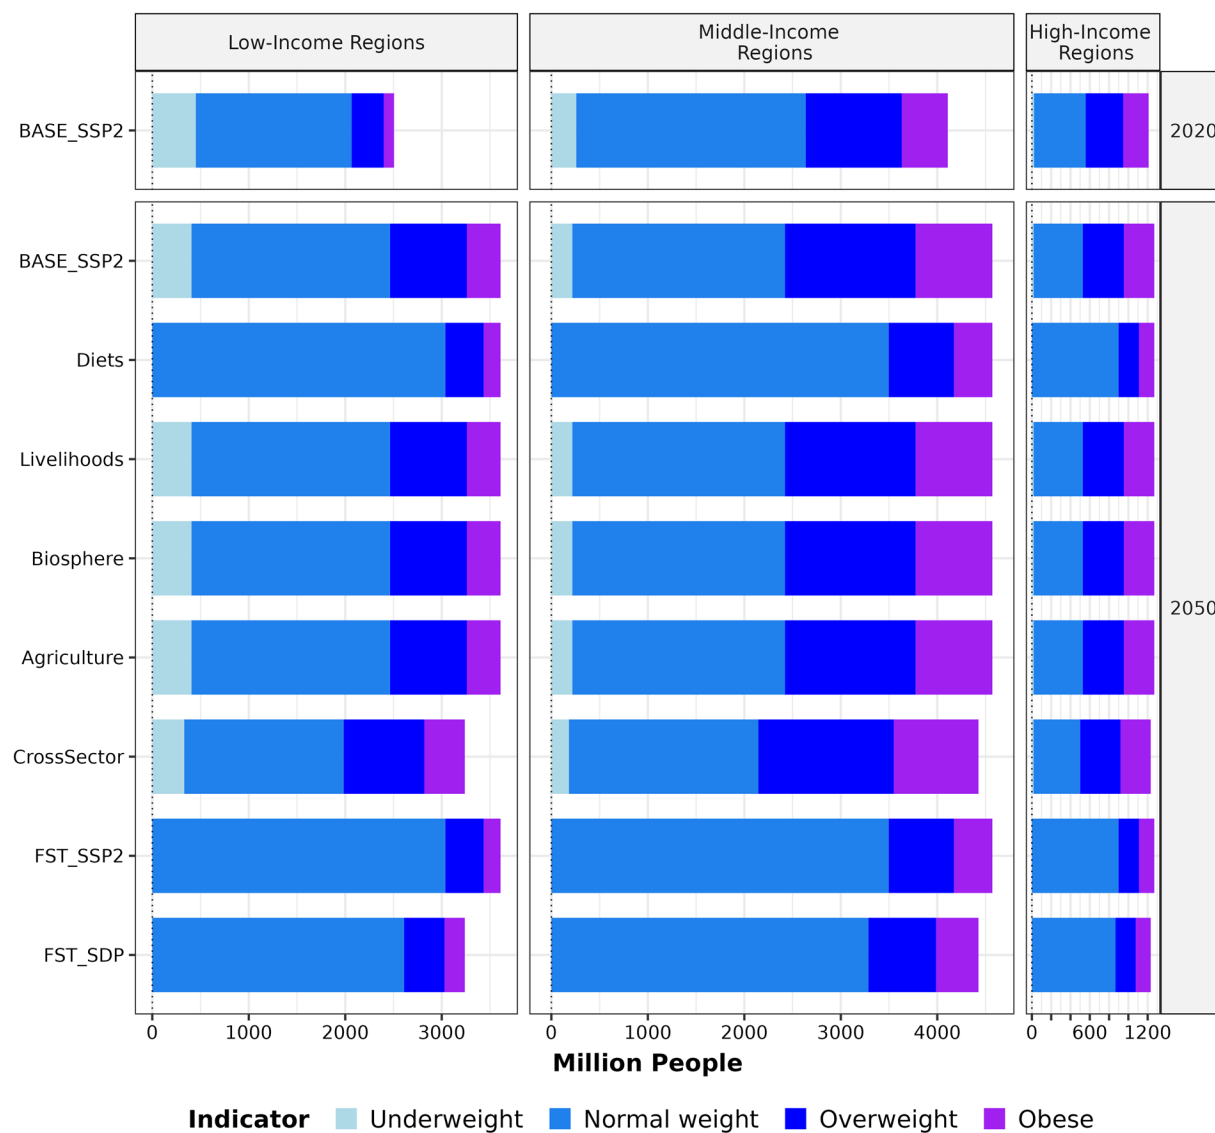 Low-Income Regions
Middle-Income
Regions
High-Income
Regions
BASE_SSP2
2020
BASE_SSP2
Diets
Livelihoods
Biosphere
2050
Agriculture
CrossSector
FST_SSP2
FST_SDP
0 1000 2000 3000
0 1000 2000 3000 4000
0 600 1200
Million People
Indicator Underweight Normal weight Overweight Obese